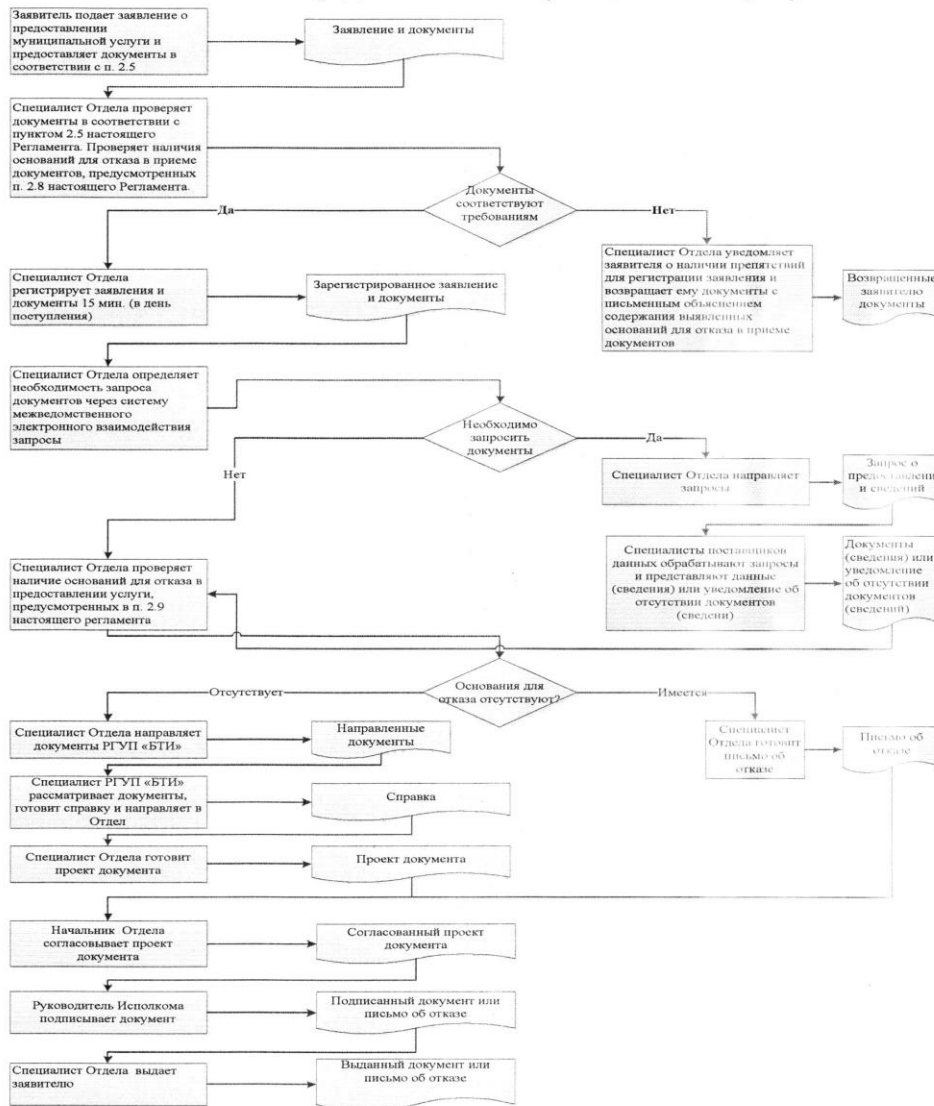 Заявитель подает заявление о
предоставлении
муниципальной услуги и
предоставляет документы в
соответствии с п. 2.5
Заявление и документы
Специалист Отдела проверяет
документы в соответствии с
пунктом 2.5 настоящего
Регламента. Проверяет наличия
оснований для отказа в приеме
документов, предусмотренных
п. 2.8 настоящего Регламента.
Документы
соответствуют
требованиям
Да
Нет
Специалист Отдела
регистрирует заявления и
документы 15 мин. (в день
поступления)
Зарегистрированное заявление
и документы
Специалист Отдела уведомляет
заявителя о наличии препятствий
для регистрации заявления и
возвращает ему документы с
письменным объяснением
содержания выявленных
оснований для отказа в приеме
документов
Возвращенные
заявителю
документы
Специалист Отдела определяет
необходимость запроса
документов через систему
межведомственного
электронного взаимодействия
запросы
Необходимо
запросить
документы
Да
Нет
Специалист Отдела направляет
запросы
Запрос о
предоставлени
и сведений
Специалисты поставщиков
данных обрабатывают запросы
и представляют данные
(сведения) или уведомление об
отсутствии документов
(сведени)
Документы
(сведения) или
уведомление
об отсутствии
документов
(сведений)
Специалист Отдела проверяет
наличие оснований для отказа в
предоставлении услуги,
предусмотренных в п. 2.9
настоящего регламента
Основания для
отказа отсутствуют?
Отсутствует
Имеется
Специалист Отдела направляет
документы РГУП «БТИ»
Направленные
документы
Специалист
Отдела готовит
письмо об
отказе
Письмо об
отказе
Специалист РГУП «БТИ»
рассматривает документы,
готовит справку и направляет в
Отдел
Справка
Специалист Отдела готовит
проект документа
Проект документа
Начальник Отдела
согласовывает проект
документа
Согласованный проект
документа
Руководитель Исполкома
подписывает документ
Подписанный документ или
письмо об отказе
Специалист Отдела выдает
заявителю
Выданный документ или
письмо об отказе